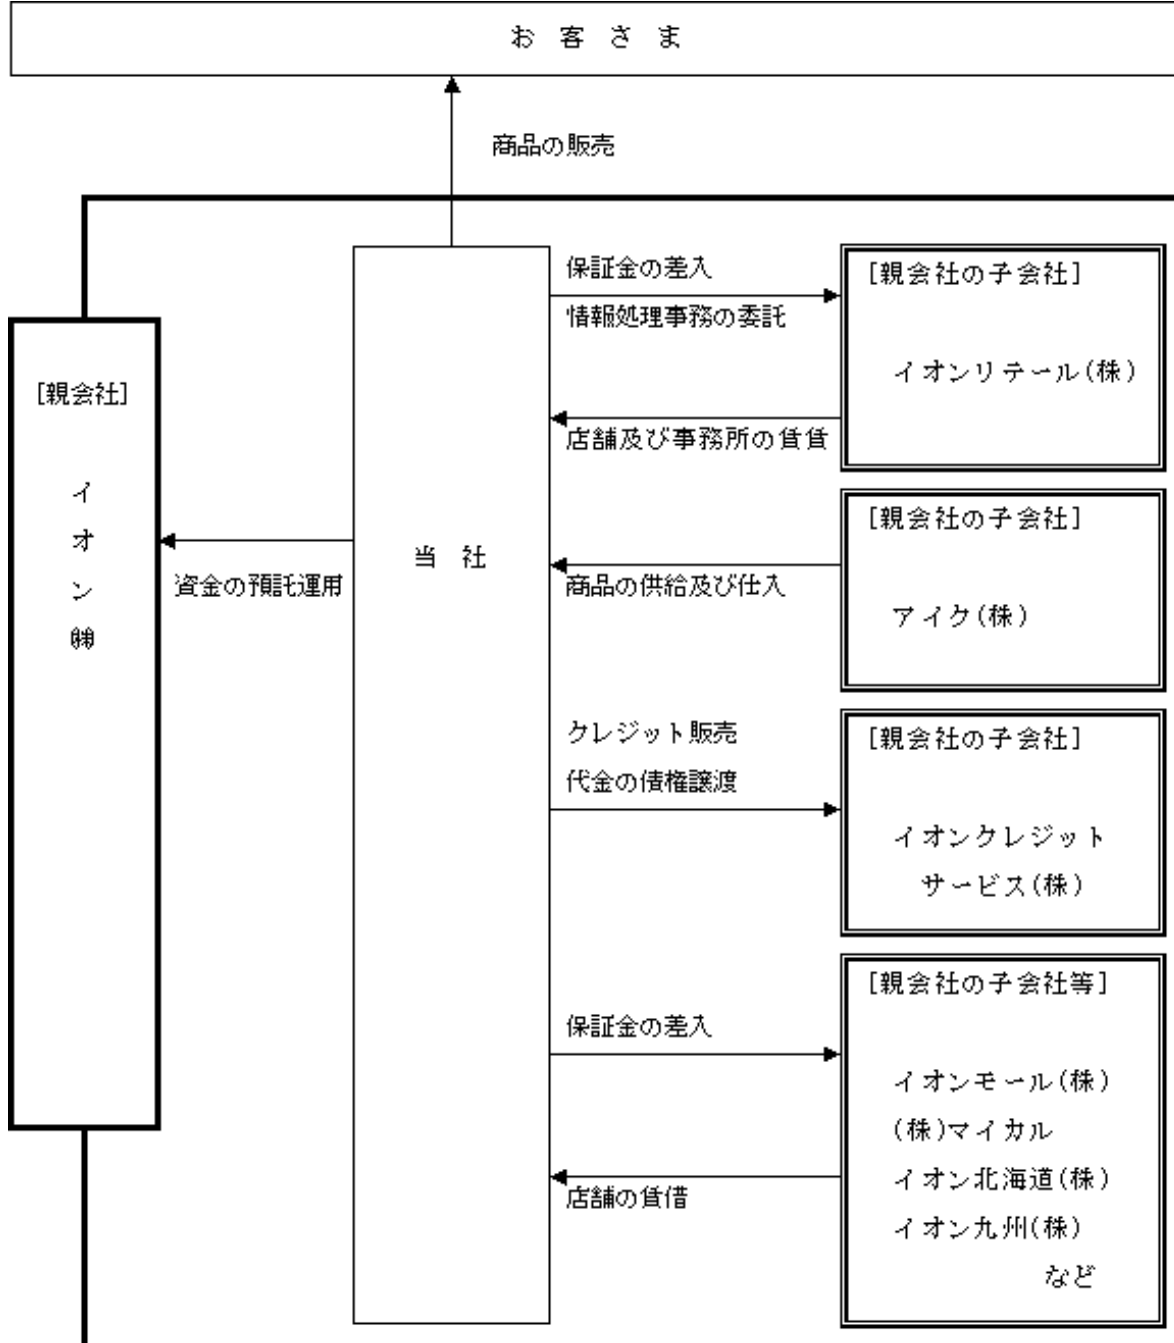 お 客 さ ま
商品の販売
[親会社]
イオン㈱
資金の預託運用
当 社
保証金の差入
情報処理事務の委託
店舗及び事務所の賃賃
[親会社の子会社]
イオンリテール(株)
商品の供給及び仕入
[親会社の子会社]
アイク(株)
クレジット販売
代金の債権譲渡
[親会社の子会社]
イオンクレジット
サービス(株)
保証金の差入
店舗の賃借
[親会社の子会社等]
イオンモール(株)
(株)マイカル
イオン北海道(株)
イオン九州(株)
など